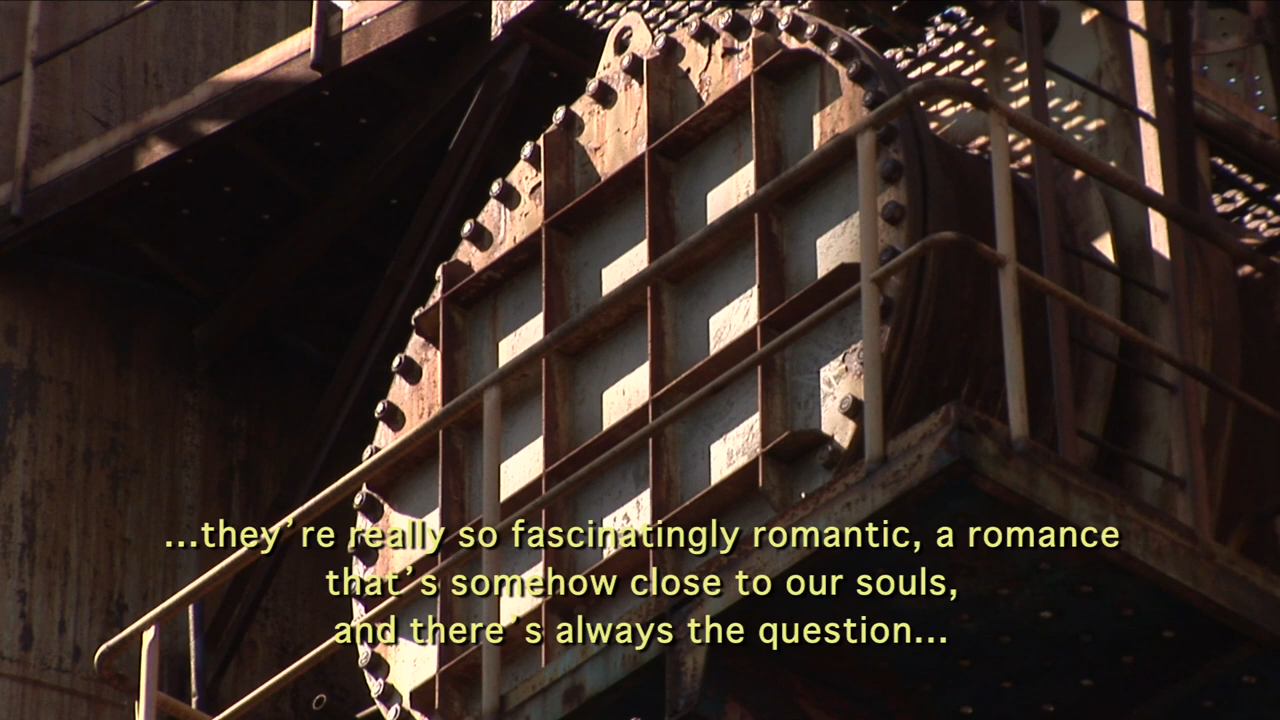 ...they're really so fascinatingly romantic, a romance
that's somehow close to our souls,
and there's always the question...